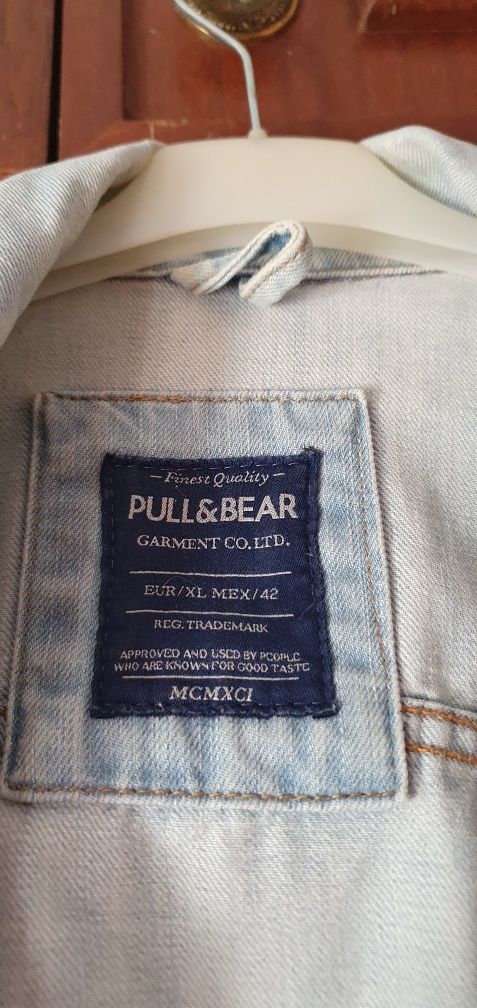 Finest Quality
PULL&BEAR
GARMENT CO. LTD.
EUR/XL MEX/42
REG. TRADEMARK
APPROVED AND USED BY PEOPLE
WHO ARE KNOWN FOR GOOD TASTE
MCMXCI